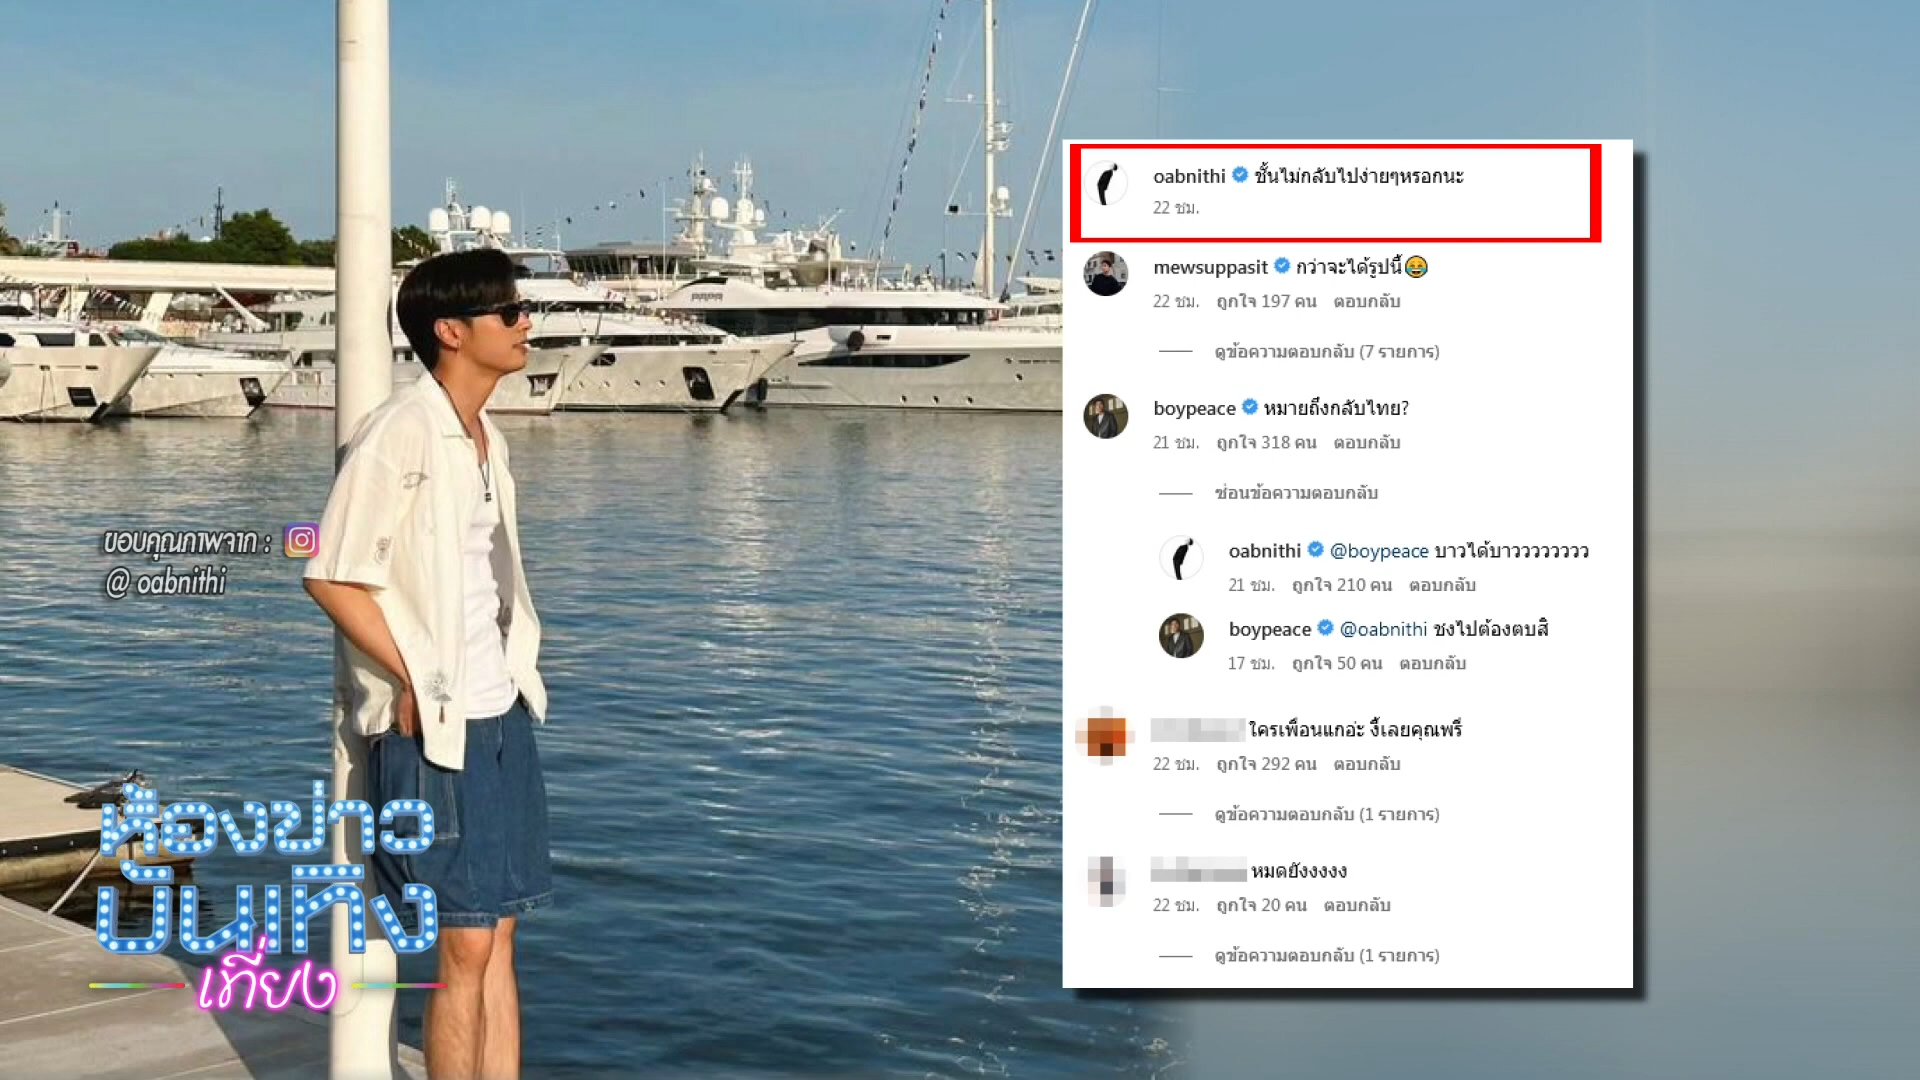 oabnithi ชั้นไม่กลับไปง่ายๆหรอกนะ
22 ชม.
mewsuppasit กว่าจะได้รูปนี้😂
22 ชม. ถูกใจ 197 คน ตอบกลับ
ดูข้อความตอบกลับ (7 รายการ)
boypeace หมายถึงกลับไทย?
21 ชม. ถูกใจ 318 คน ตอบกลับ
ซ่อนข้อความตอบกลับ
oabnithi @boypeace บาวได้บาววววววววว
21 ชม. ถูกใจ 210 คน ตอบกลับ
boypeace @oabnithi ชงไปต้องตบสิ
17 ชม. ถูกใจ 50 คน ตอบกลับ
ใครเพื่อนแกอ่ะ งี้เลยคุณพรี่
22 ชม. ถูกใจ 292 คน ตอบกลับ
ดูข้อความตอบกลับ (1 รายการ)
หมดยังงงงง
22 ชม. ถูกใจ 20 คน ตอบกลับ
ดูข้อความตอบกลับ (1 รายการ)
ขอบคุณภาพจาก :
@ oabnithi
ห้องข่าว
บันเทิง
เที่ยง